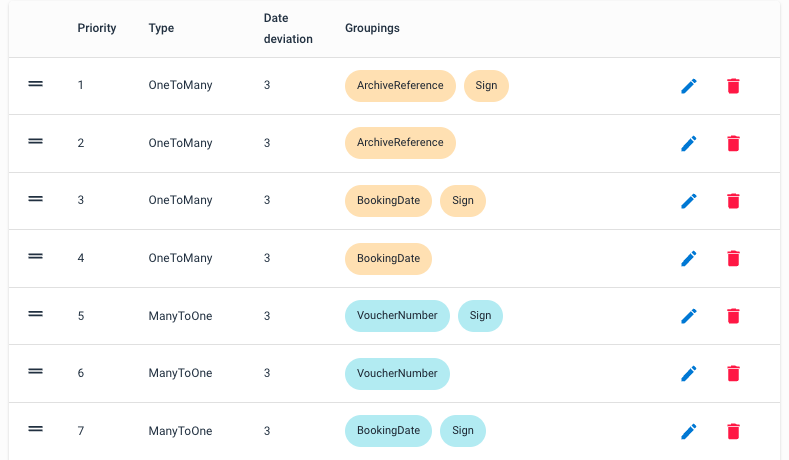 Priority Type Date deviation Groupings
1 OneToMany 3 ArchiveReference Sign
2 OneToMany 3 ArchiveReference
3 OneToMany 3 BookingDate Sign
4 OneToMany 3 BookingDate
5 ManyToOne 3 VoucherNumber Sign
6 ManyToOne 3 VoucherNumber
7 ManyToOne 3 BookingDate Sign